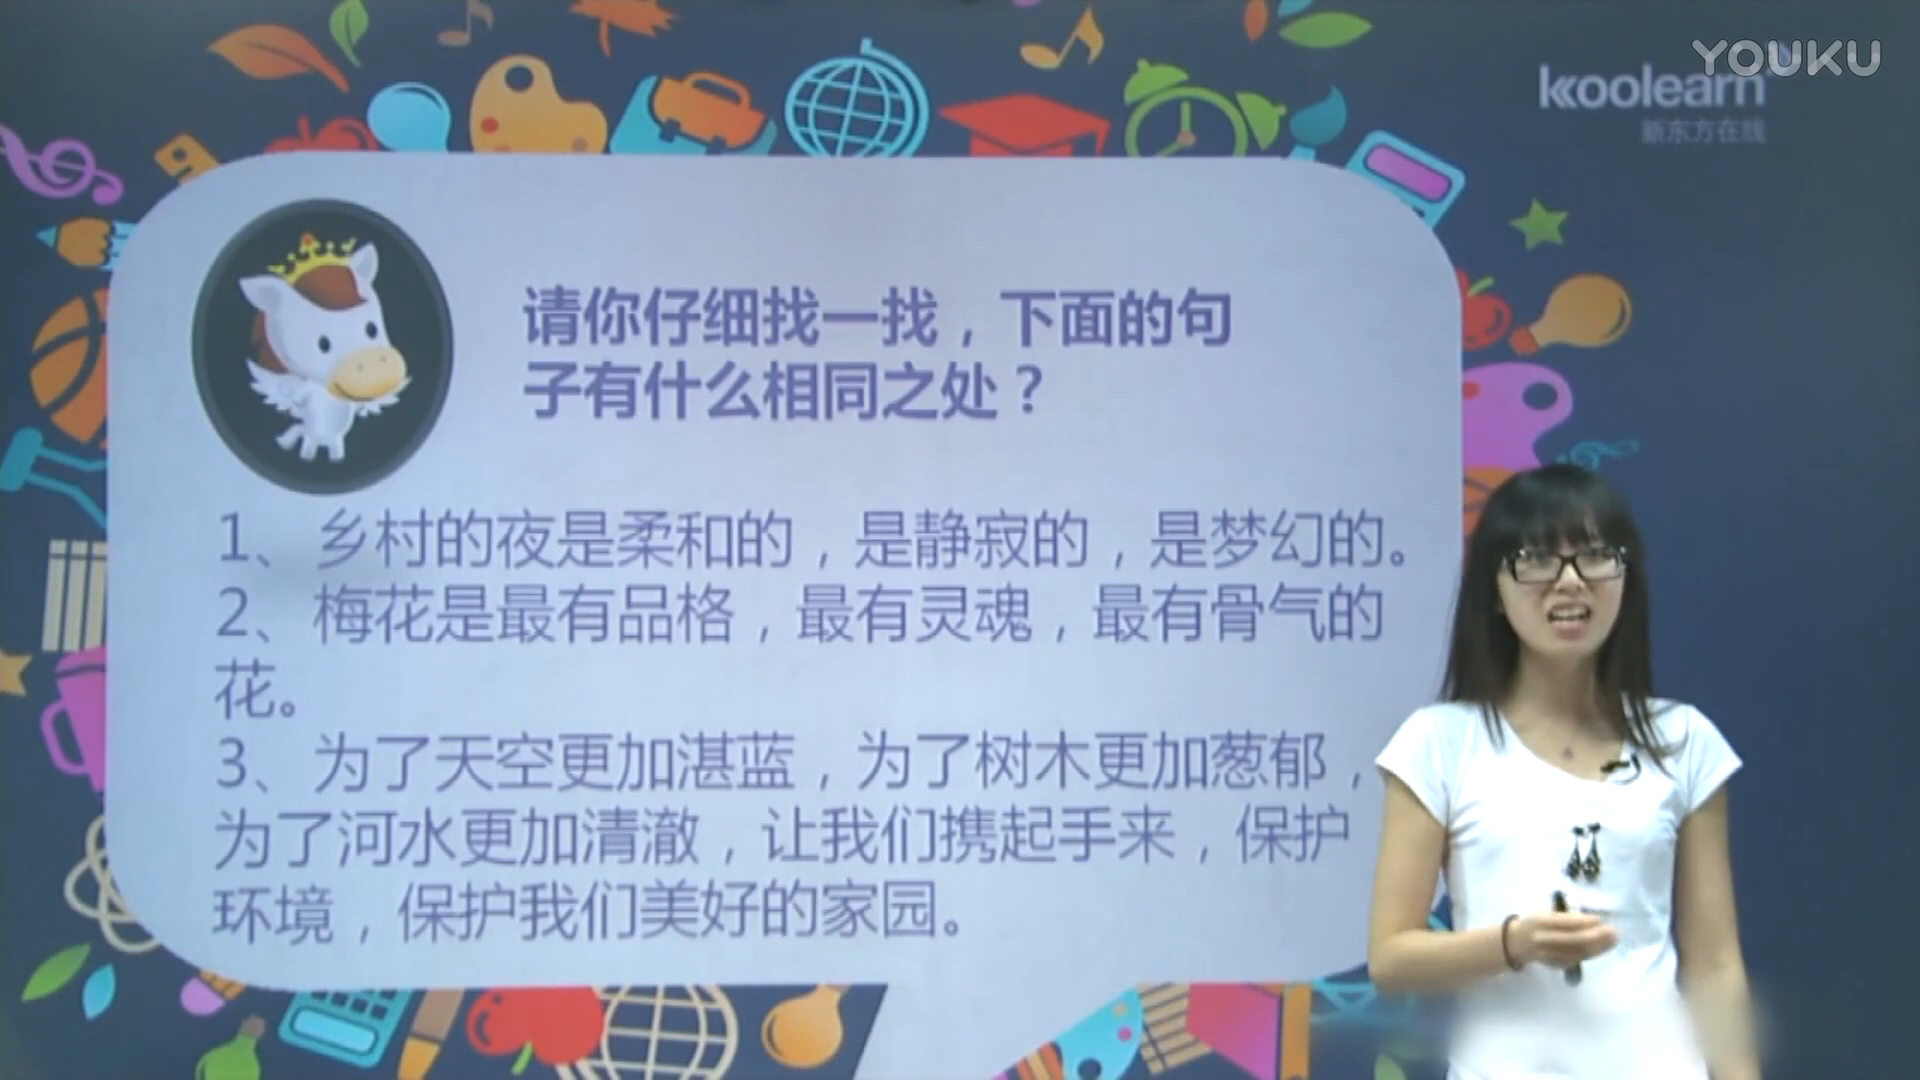 YOUKU
koolearn
新东方在线
请你仔细找一找，下面的句
子有什么相同之处？
1、乡村的夜是柔和的，是静寂的，是梦幻的。
2、梅花是最有品格，最有灵魂，最有骨气的
花。
3、为了天空更加湛蓝，为了树木更加葱郁，
为了河水更加清澈，让我们携起手来，保护
环境，保护我们美好的家园。